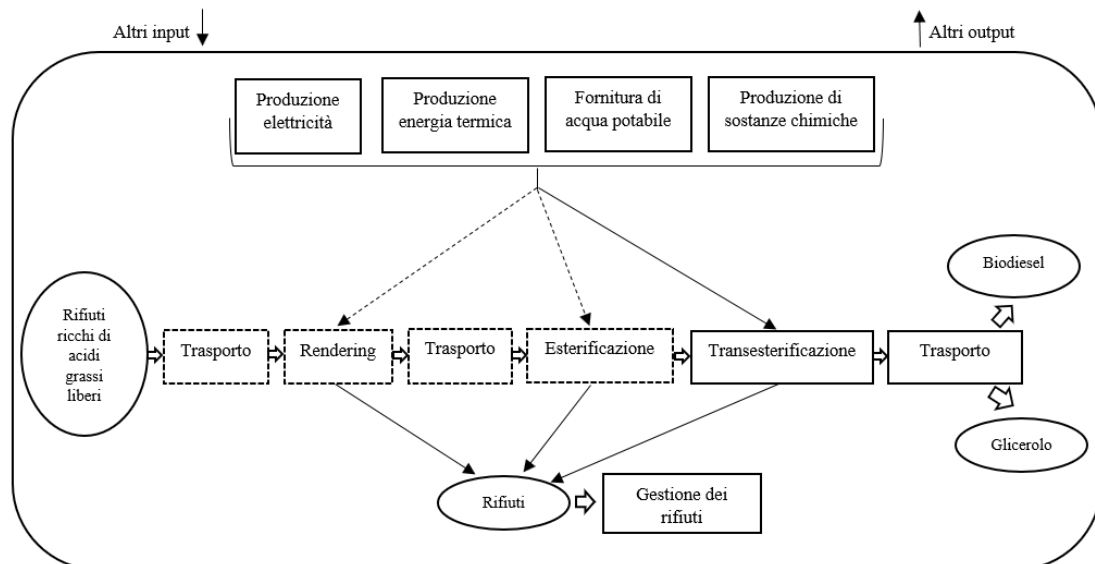 Altri input
Altri output
Produzione
elettricità
Produzione
energia termica
Fornitura di
acqua potabile
Produzione di
sostanze chimiche
Rifiuti
ricchi di
acidi
grassi
liberi
Trasporto
Rendering
Trasporto
Esterificazione
Transesterificazione
Trasporto
Biodiesel
Glicerolo
Rifiuti
Gestione dei
rifiuti